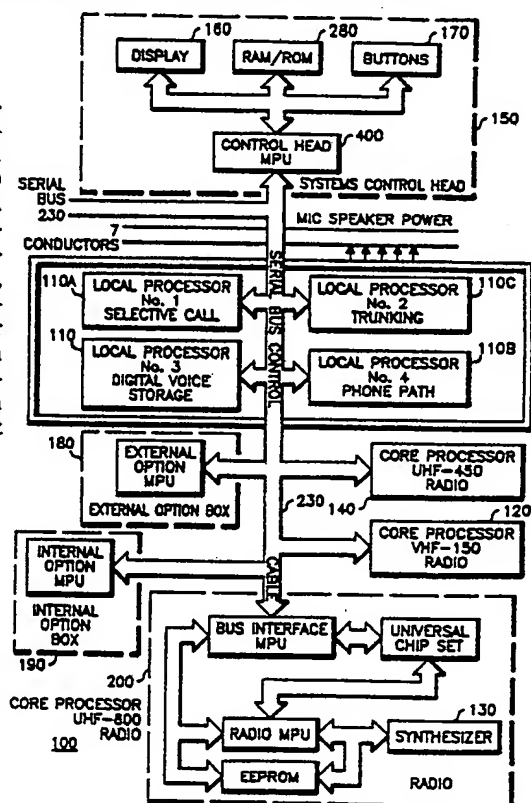 160
280
170
DISPLAY
RAM/ROM
BUTTONS
400
150
CONTROL HEAD
MPU
SYSTEMS CONTROL HEAD
SERIAL
BUS
230
7
CONDUCTORS
MIC SPEAKER POWER
SERIAL BUS CONTROL
110A
LOCAL PROCESSOR
No. 1
SELECTIVE CALL
LOCAL PROCESSOR
No. 2
TRUNKING
110C
110
LOCAL PROCESSOR
No. 3
DIGITAL VOICE
STORAGE
LOCAL PROCESSOR
No. 4
PHONE PATH
110B
180
EXTERNAL OPTION
MPU
EXTERNAL OPTION BOX
CORE PROCESSOR
UHF-450
RADIO
140
230
120
CORE PROCESSOR
VHF-150
RADIO
INTERNAL
OPTION
MPU
INTERNAL
OPTION
BOX
190
CABLE
200
BUS INTERFACE
MPU
UNIVERSAL
CHIP SET
CORE PROCESSOR
UHF-800
RADIO
100
RADIO MPU
130
SYNTHESIZER
EEPROM
RADIO